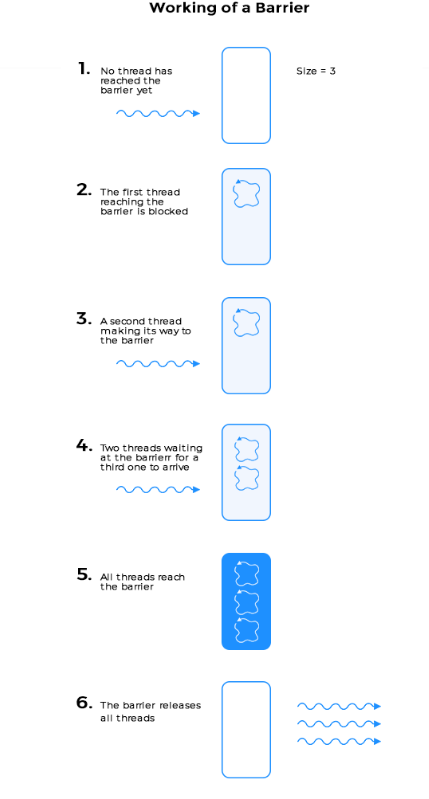 Working of a Barrier
1.
No thread has
reached the
barrier yet
Size = 3
2.
The first thread
reaching the
barrier is blocked
3.
A second thread
making its way to
the barrier
4.
Two threads waiting
at the barrierr for a
third one to arrive
5.
All threads reach
the barrier
6.
The barrier releases
all threads